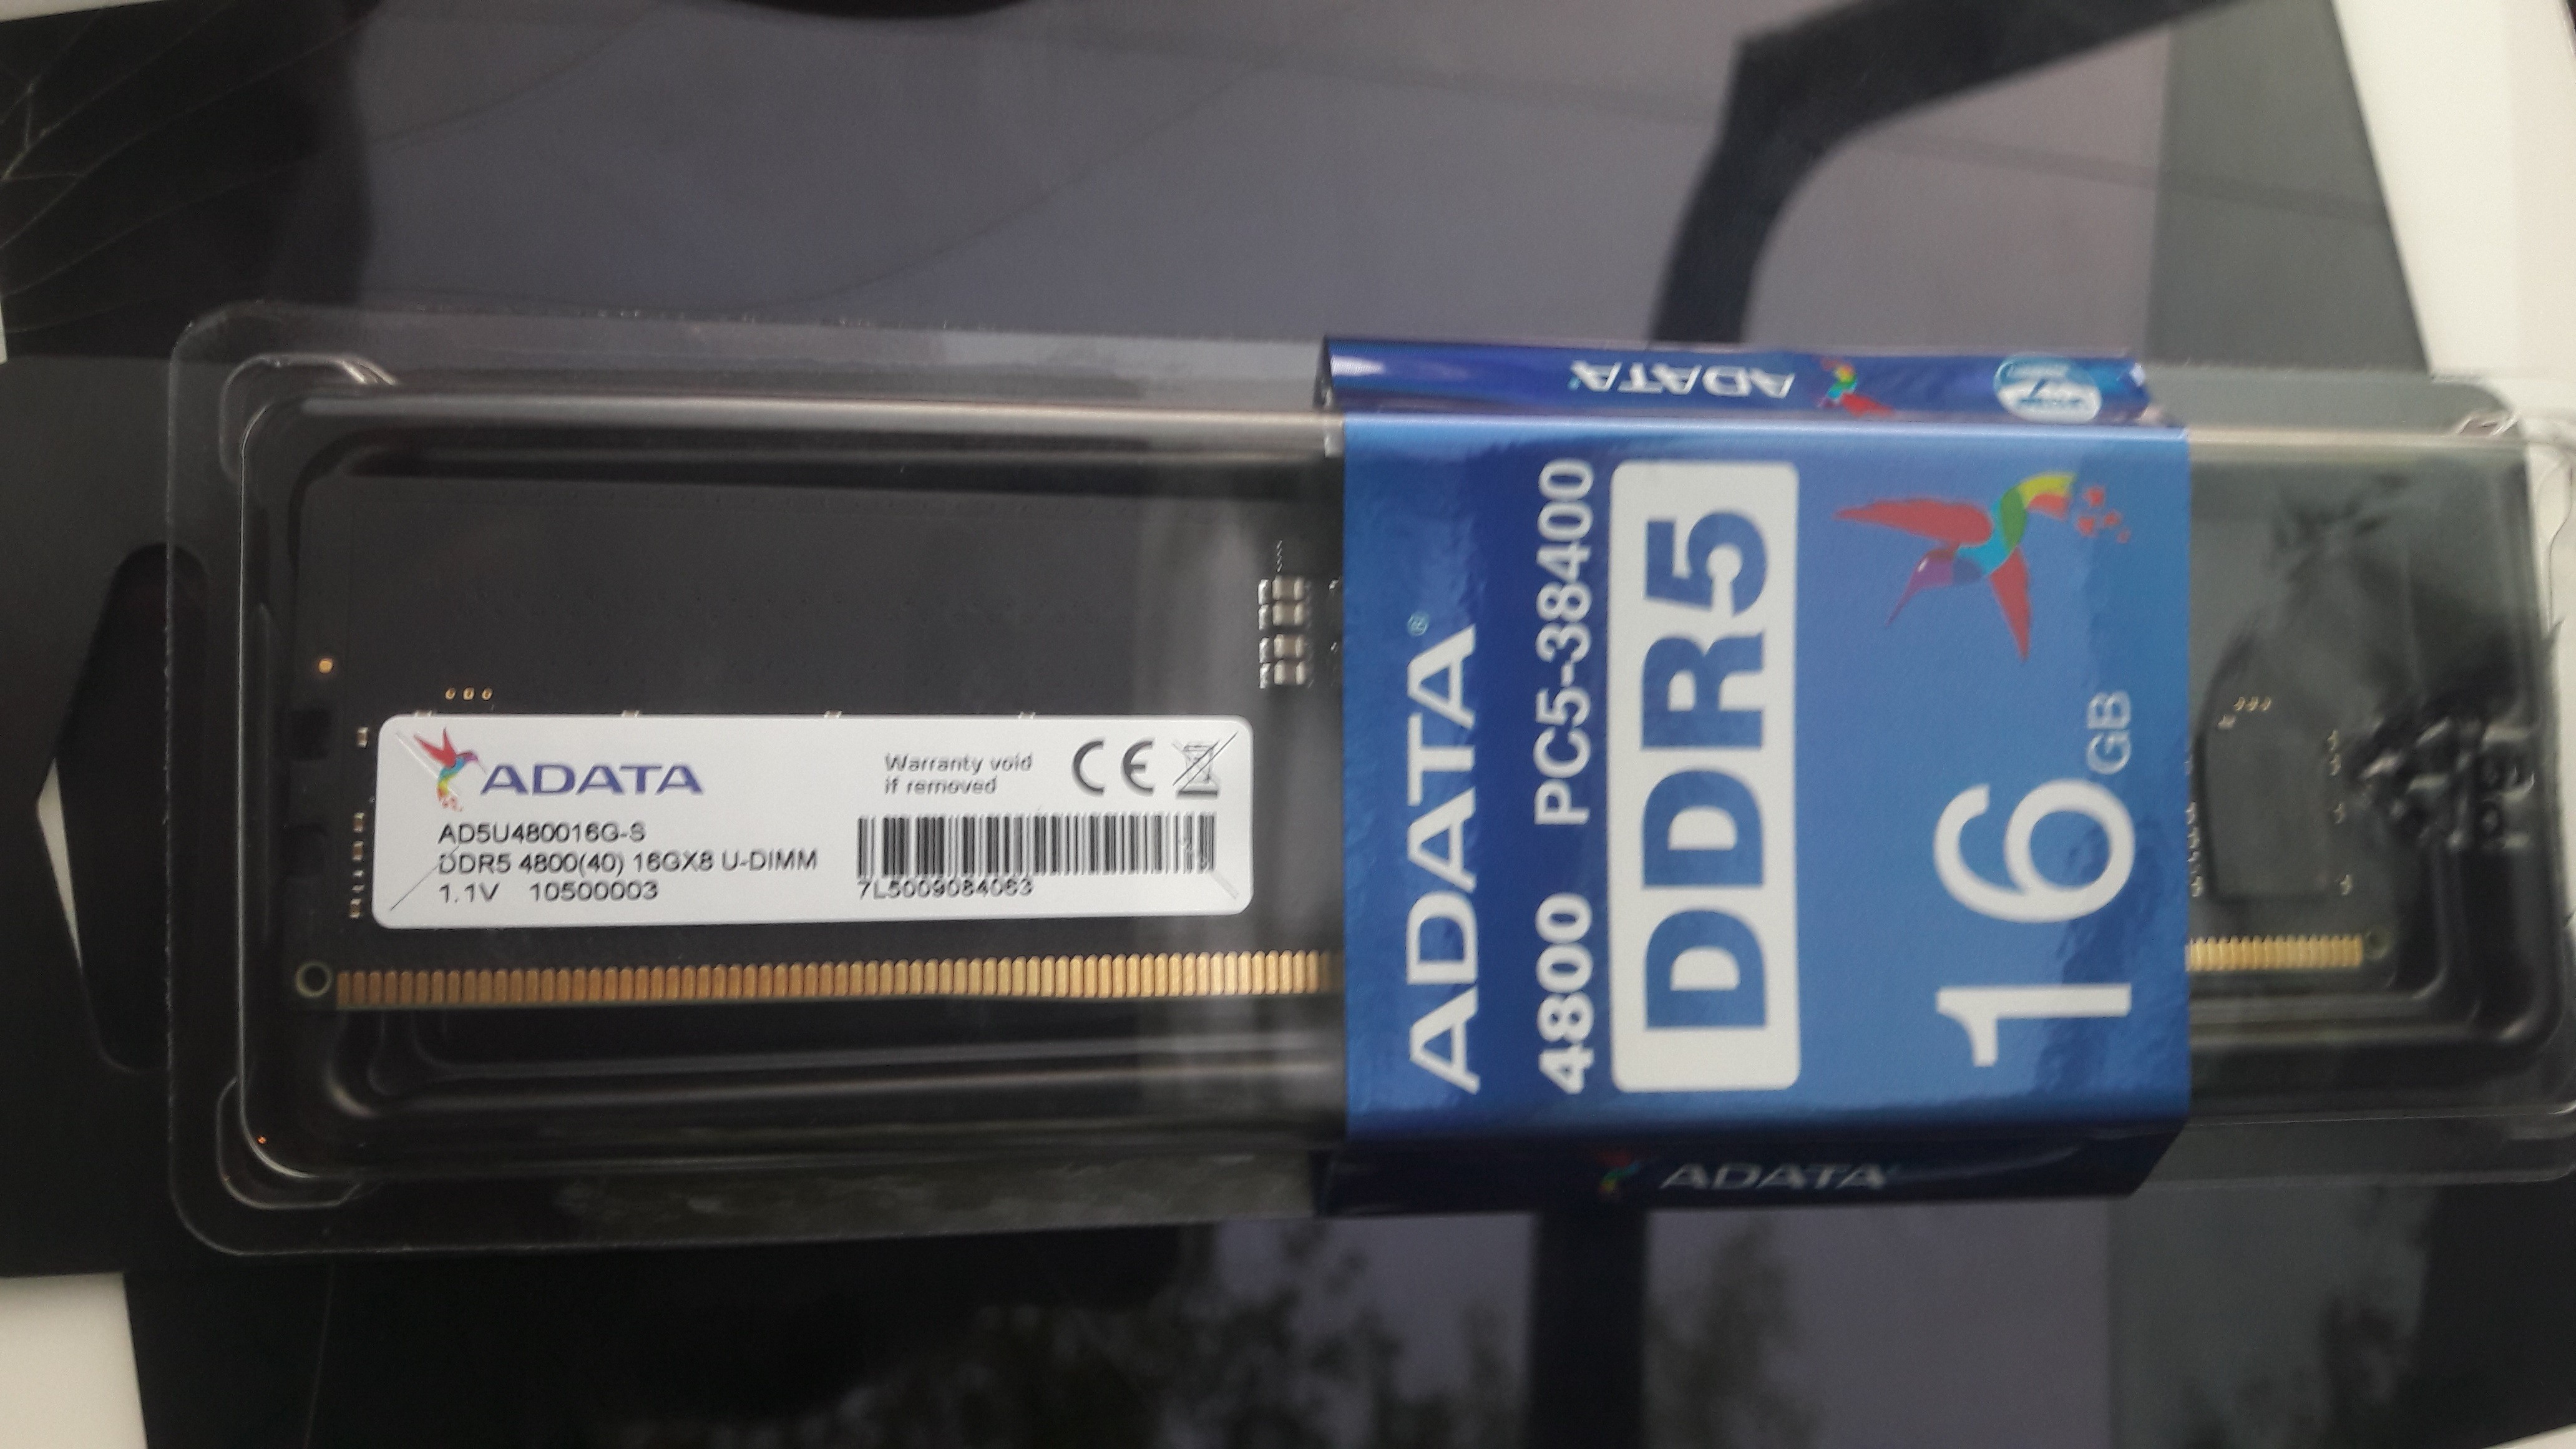 ADATA
Warranty void
if removed
CE
AD5U480016G-S
DDR5 4800(40) 16GX8 U-DIMM
1.1V 10500003
7L5009084063
ADATA®
4800 PC5-38400
DDR5
16GB
ADATA
ADATA